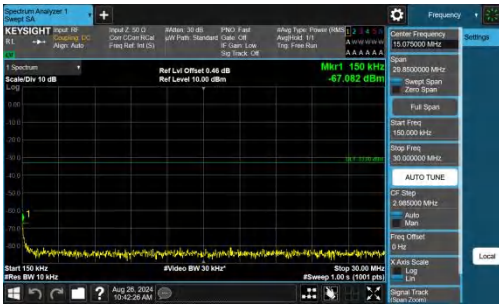 Spectrum Analyzer 1
Swept SA
Frequency
KEYSIGHT
Input: RF
Coupling: DC
Align: Auto
Input Z: 50 Ω
Corr CCorr RCal
Freq Ref: Int (S)
#Atten: 30 dB
µW Path: Standard
PNO: Fast
Gate: Off
IF Gain: Low
Sig Track: Off
#Avg Type: Power (RMS
Avg|Hold: 1/1
Trig: Free Run
1 2 3 4 5 6
A W W W W W
A A A A A A
RL
1 Spectrum
Scale/Div 10 dB
Ref Lvl Offset 0.46 dB
Ref Level 10.00 dBm
Mkr1 150 kHz
-67.082 dBm
Log
0.00
-10.0
-20.0
-30.0
-40.0
-50.0
-60.0
-70.0
-80.0
1
Start 150 kHz
#Res BW 10 kHz
#Video BW 30 kHz*
Stop 30.00 MHz
#Sweep 1.00 s (1001 pts)
Aug 26, 2024
10:42:26 AM
Center Frequency
15.075000 MHz
Settings
Span
29.8500000 MHz
Swept Span
Zero Span
Full Span
Start Freq
150.000 kHz
Stop Freq
30.000000 MHz
AUTO TUNE
CF Step
2.985000 MHz
Auto
Man
Freq Offset
0 Hz
X Axis Scale
Log
Lin
Local
Signal Track
(Span Zoom)